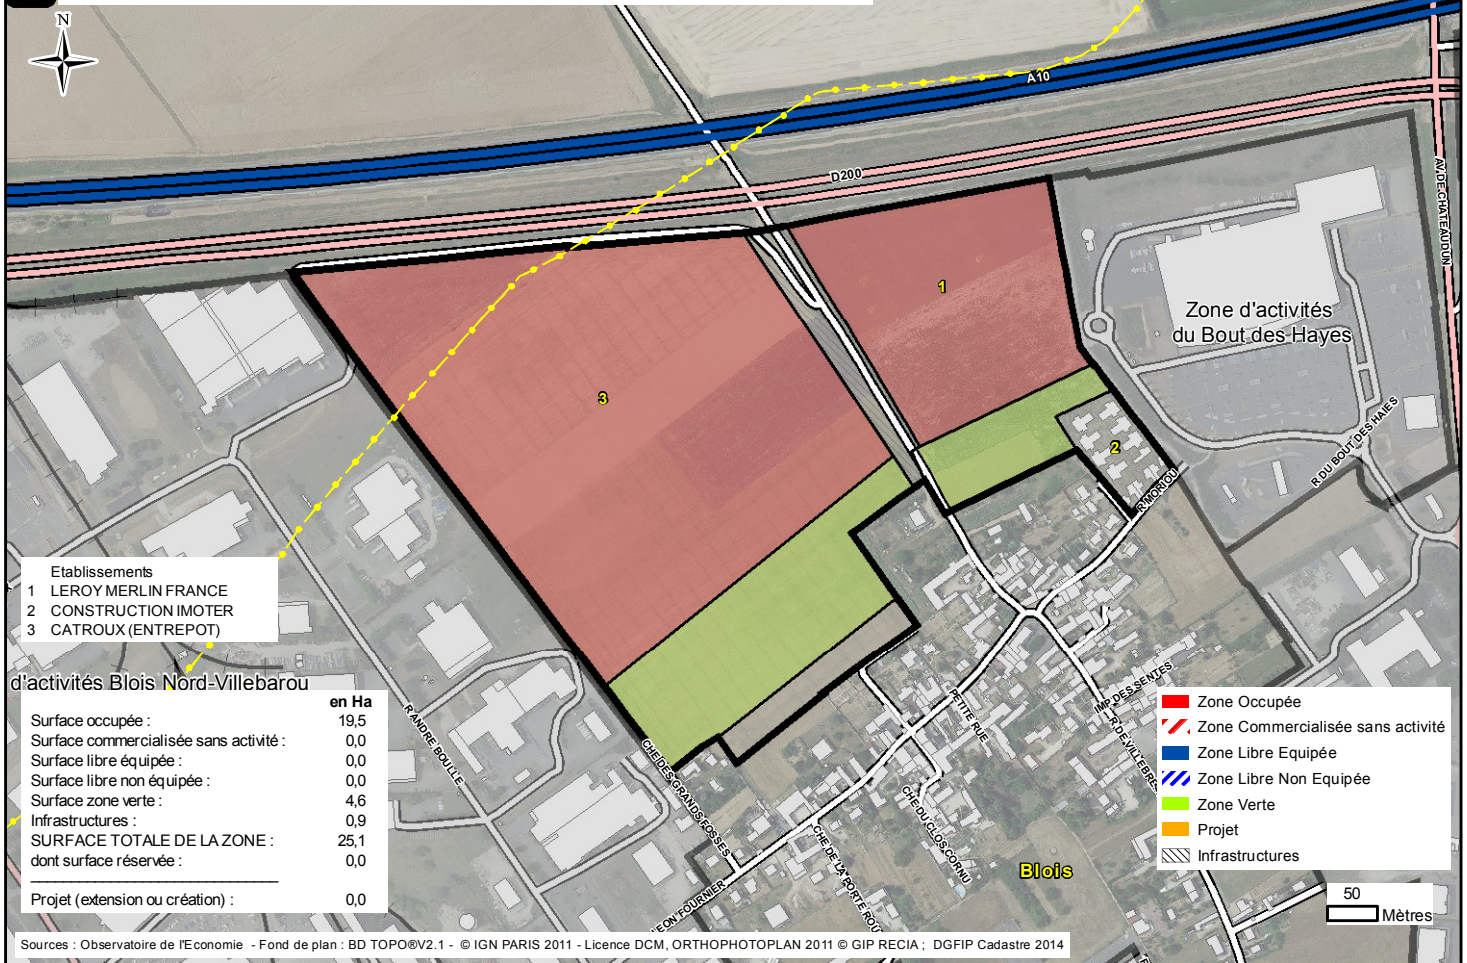 N
A10
D200
AV.DE.CHATEAUDUN
1
Zone d'activités
du Bout des Hayes
3
2
R DU BOUT DES HAIES
R MORIOU
Etablissements
1 LEROY MERLIN FRANCE
2 CONSTRUCTION IMOTER
3 CATROUX (ENTREPOT)
d'activités Blois Nord-Villebarou
en Ha
Surface occupée : 19,5
Surface commercialisée sans activité : 0,0
Surface libre équipée : 0,0
Surface libre non équipée : 0,0
Surface zone verte : 4,6
Infrastructures : 0,9
SURFACE TOTALE DE LA ZONE : 25,1
dont surface réservée : 0,0
Projet (extension ou création) : 0,0
R ANDRE BOULLE
CHE DES GRANDS FOSSES
PETITE RUE
IMP DES SENTES
R DE VILLEBRE
CHE DU CLOS CORNU
CHE DE LA PORTE ROU
LEON FOURNIER
Blois
Zone Occupée
Zone Commercialisée sans activité
Zone Libre Equipée
Zone Libre Non Equipée
Zone Verte
Projet
Infrastructures
50
Mètres
Sources : Observatoire de l'Economie - Fond de plan : BD TOPO®V2.1 - © IGN PARIS 2011 - Licence DCM, ORTHOPHOTOPLAN 2011 © GIP RECIA ; DGFIP Cadastre 2014